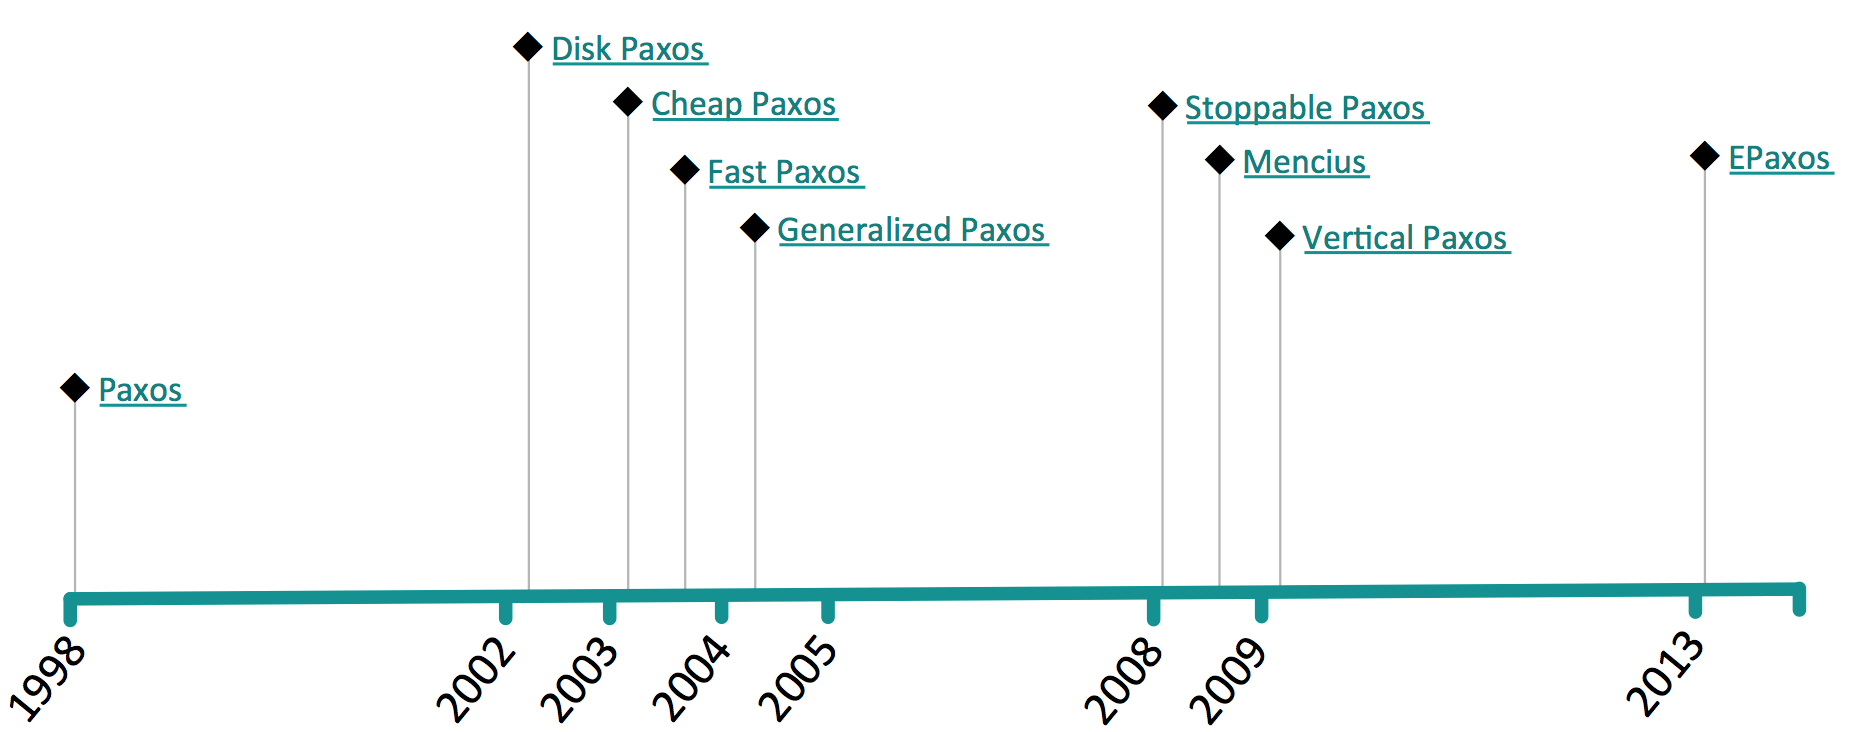 Disk Paxos
Cheap Paxos
Stoppable Paxos
Fast Paxos
Mencius
EPaxos
Generalized Paxos
Vertical Paxos
Paxos
1998
2002
2003
2004
2005
2008
2009
2013